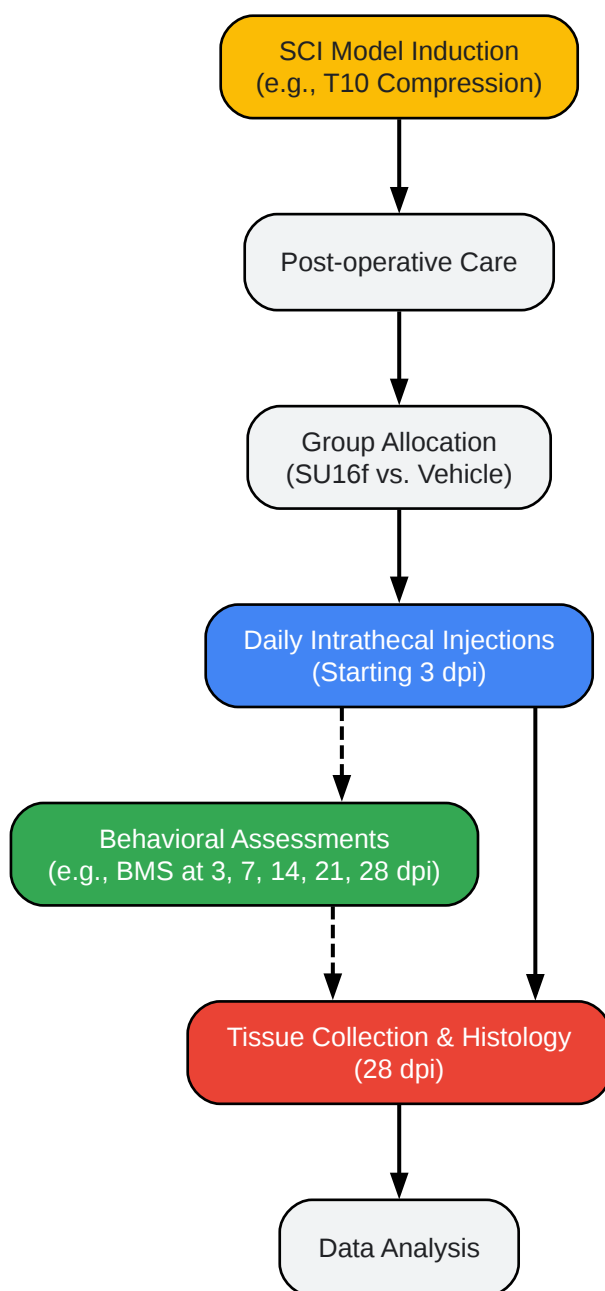 SCI Model Induction
(e.g., T10 Compression)
Post-operative Care
Group Allocation
(SU16f vs. Vehicle)
Daily Intrathecal Injections
(Starting 3 dpi)
Behavioral Assessments
(e.g., BMS at 3, 7, 14, 21, 28 dpi)
Tissue Collection & Histology
(28 dpi)
Data Analysis